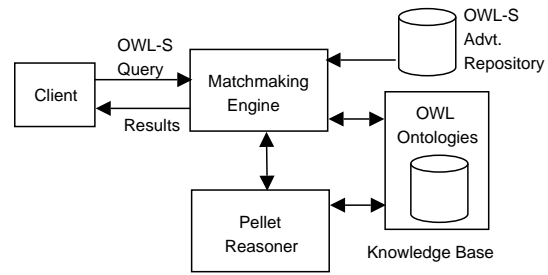 OWL-S
Query
Client
Results
Matchmaking
Engine
OWL-S
Advt.
Repository
OWL
Ontologies
Pellet
Reasoner
Knowledge Base